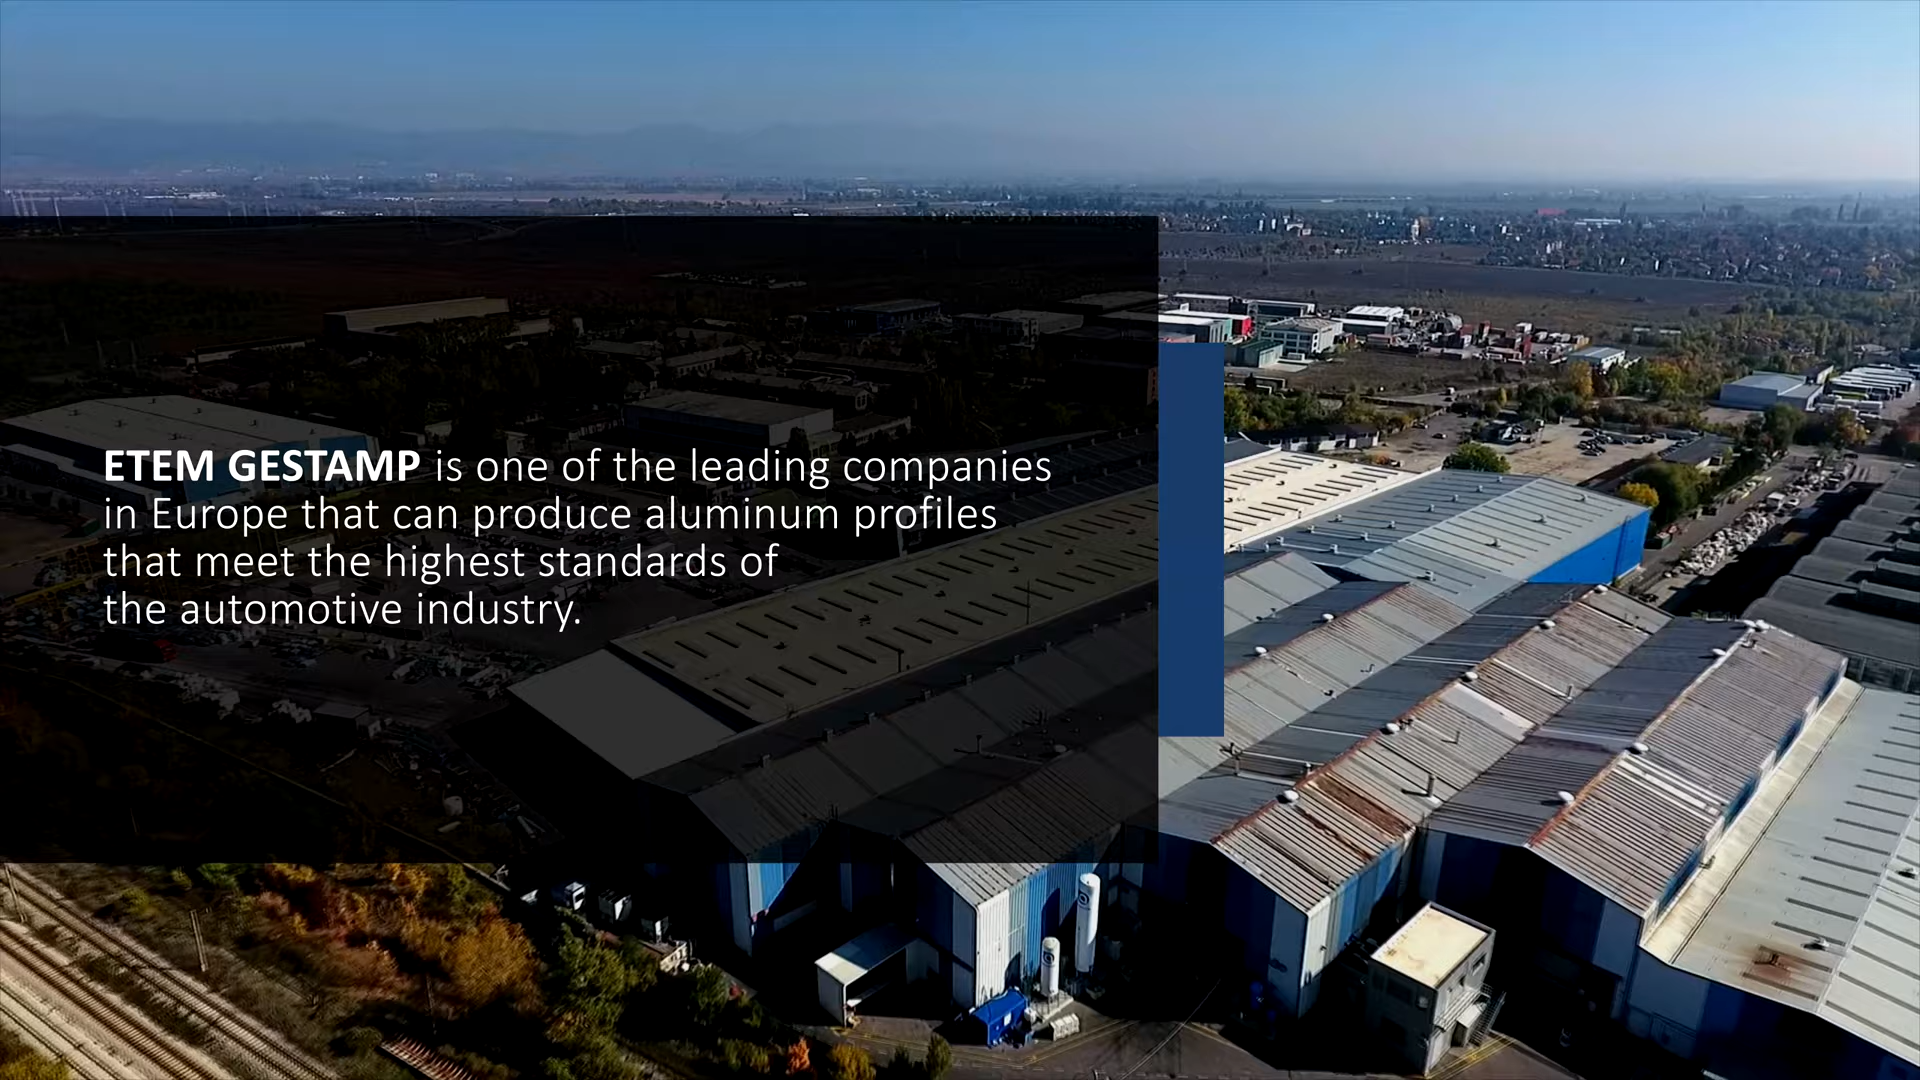 ETEM GESTAMP is one of the leading companies
in Europe that can produce aluminum profiles
that meet the highest standards of
the automotive industry.